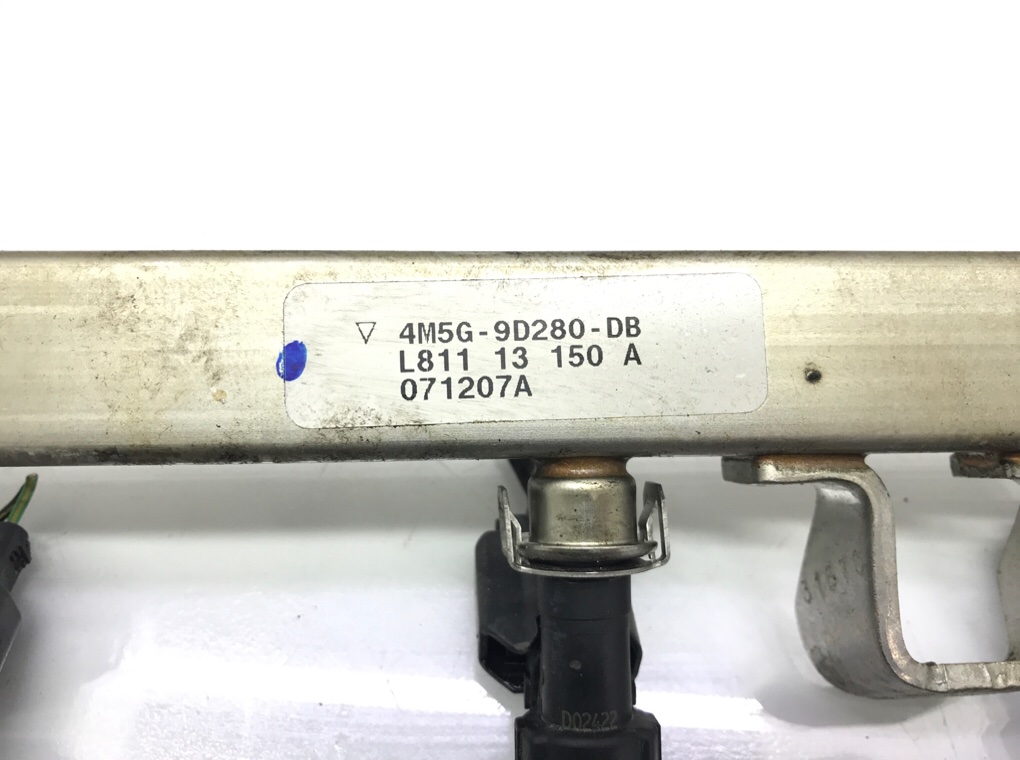 ▽ 4M5G-9D280-DB
L811 13 150 A
071207A
D02422